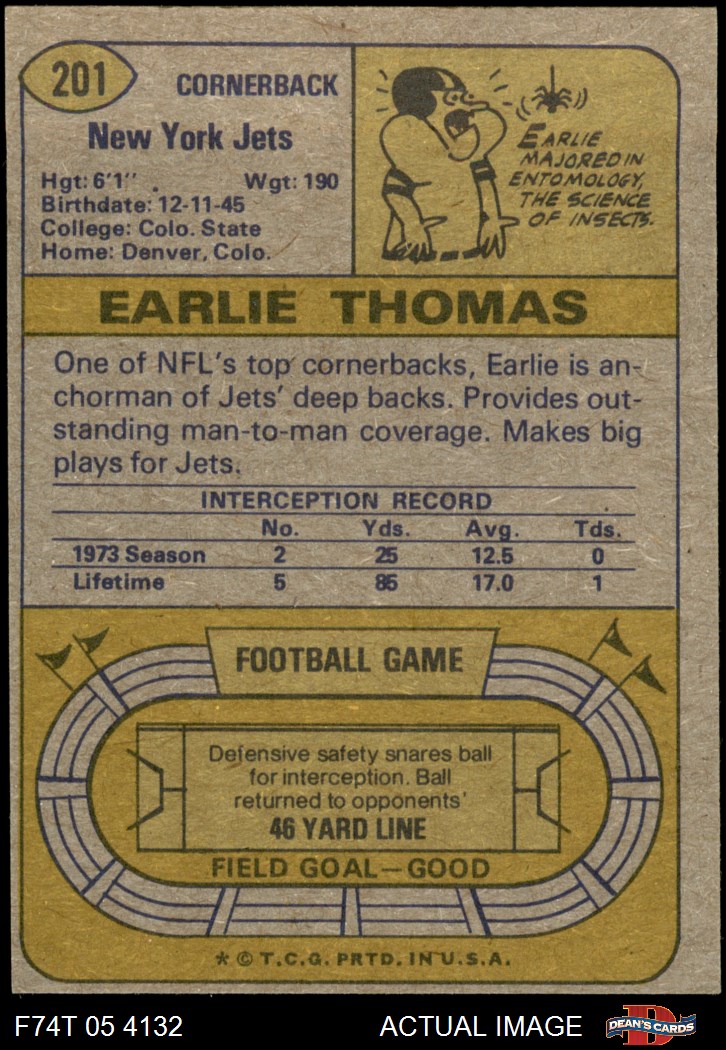 201
CORNERBACK
New York Jets
Hgt: 6'1" . Wgt: 190
Birthdate: 12-11-45
College: Colo. State
Home: Denver, Colo.
EARLIE
MAJORED IN
ENTOMOLOGY,
THE SCIENCE
OF INSECTS.
EARLIE THOMAS
One of NFL's top cornerbacks, Earlie is an-
chorman of Jets' deep backs. Provides out-
standing man-to-man coverage. Makes big
plays for Jets.
INTERCEPTION RECORD
No. Yds. Avg. Tds.
1973 Season 2 25 12.5 0
Lifetime 5 85 17.0 1
FOOTBALL GAME
Defensive safety snares ball
for interception. Ball
returned to opponents'
46 YARD LINE
FIELD GOAL—GOOD
* © T.C.G. PRTD. IN U.S.A.
F74T 05 4132 ACTUAL IMAGE
D
DEAN'S CARDS